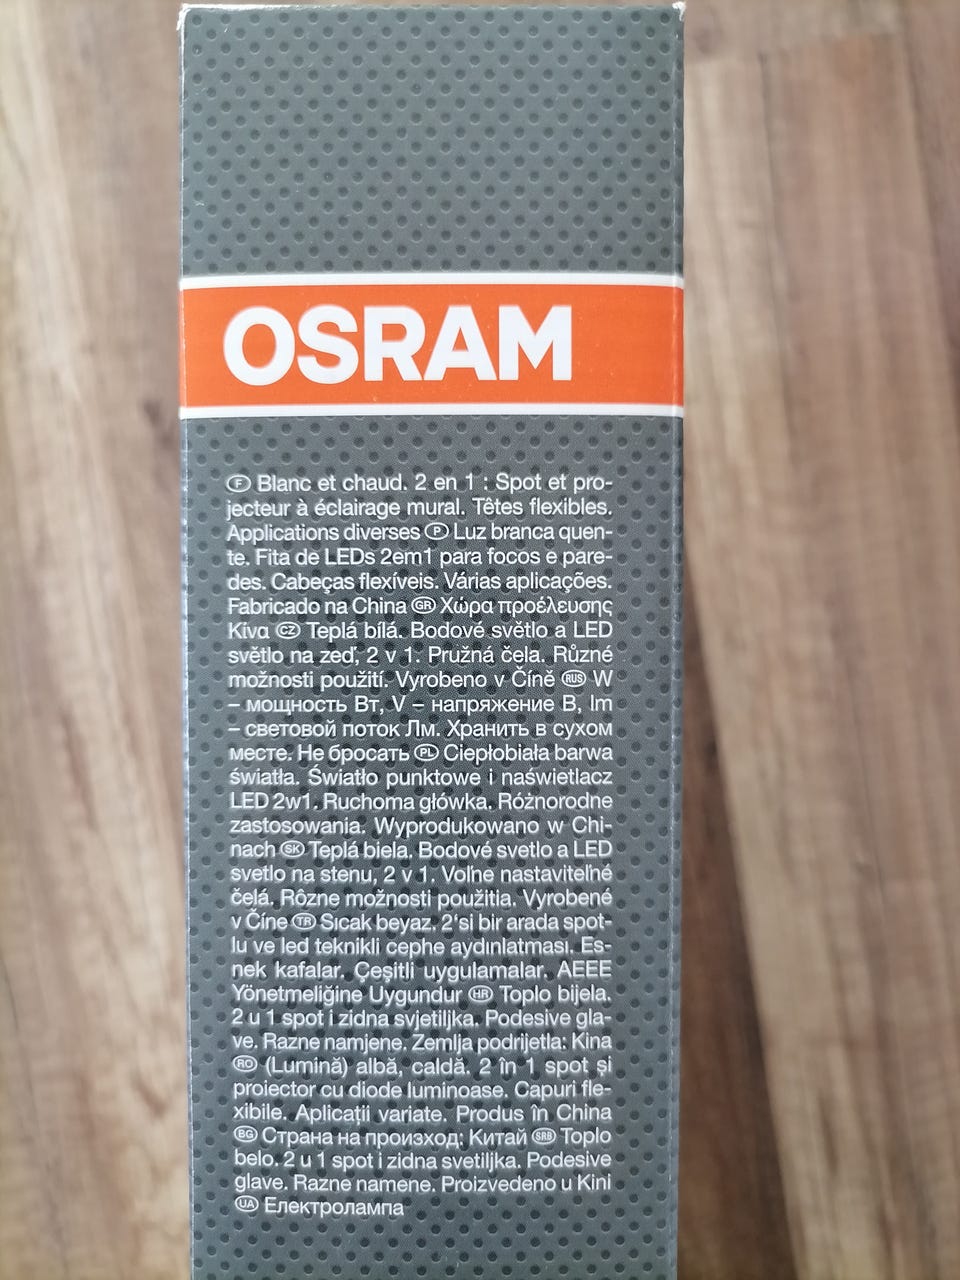 OSRAM
F Blanc et chaud. 2 en 1 : Spot et pro-
jecteur à éclairage mural. Têtes flexibles.
Applications diverses P Luz branca quen-
te. Fita de LEDs 2em1 para focos e pare-
des. Cabeças flexíveis. Várias aplicações.
Fabricado na China GR Χώρα προέλευσης
Κίνα CZ Teplá bílá. Bodové světlo a LED
světlo na zeď, 2 v 1. Pružná čela. Různé
možnosti použití. Vyrobeno v Číně RUS W
– мощность Вт, V – напряжение В, lm
– световой поток Лм. Хранить в сухом
месте. Не бросать PL Ciepłobiała barwa
światła. Światło punktowe i naświetlacz
LED 2w1. Ruchoma główka. Różnorodne
zastosowania. Wyprodukowano w Chi-
nach SK Teplá biela. Bodové svetlo a LED
svetlo na stenu, 2 v 1. Voľne nastaviteľné
čelá. Rôzne možnosti použitia. Vyrobené
v Číne TR Sıcak beyaz. 2‘si bir arada spot-
lu ve led teknikli cephe aydınlatması. Es-
nek kafalar. Çeşitli uygulamalar. AEEE
Yönetmeliğine Uygundur HR Toplo bijela.
2 u 1 spot i zidna svjetiljka. Podesive gla-
ve. Razne namjene. Zemlja podrijetla: Kina
RO (Lumină) albă, caldă. 2 în 1 spot și
proiector cu diode luminoase. Capuri fle-
xibile. Aplicații variate. Produs în China
BG Страна на произход: Китай SRB Toplo
belo. 2 u 1 spot i zidna svetiljka. Podesive
glave. Razne namene. Proizvedeno u Kini
UA Електролампа